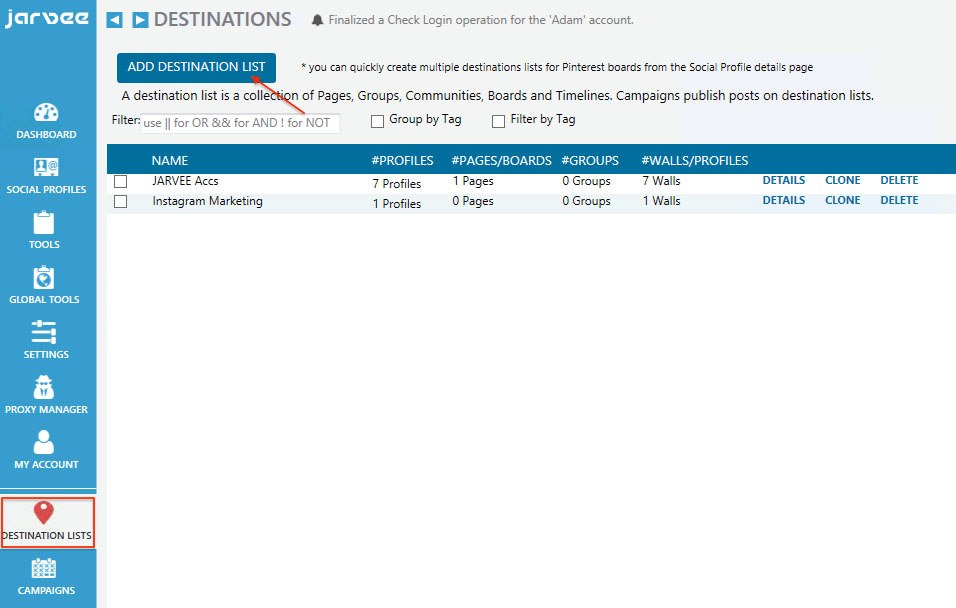 jarvee
DESTINATIONS Finalized a Check Login operation for the 'Adam' account.
ADD DESTINATION LIST * you can quickly create multiple destinations lists for Pinterest boards from the Social Profile details page
A destination list is a collection of Pages, Groups, Communities, Boards and Timelines. Campaigns publish posts on destination lists.
Filter: use || for OR && for AND ! for NOT Group by Tag Filter by Tag
NAME #PROFILES #PAGES/BOARDS #GROUPS #WALLS/PROFILES
JARVEE Accs 7 Profiles 1 Pages 0 Groups 7 Walls DETAILS CLONE DELETE
Instagram Marketing 1 Profiles 0 Pages 0 Groups 1 Walls DETAILS CLONE DELETE
DASHBOARD
SOCIAL PROFILES
TOOLS
GLOBAL TOOLS
SETTINGS
PROXY MANAGER
MY ACCOUNT
DESTINATION LISTS
CAMPAIGNS